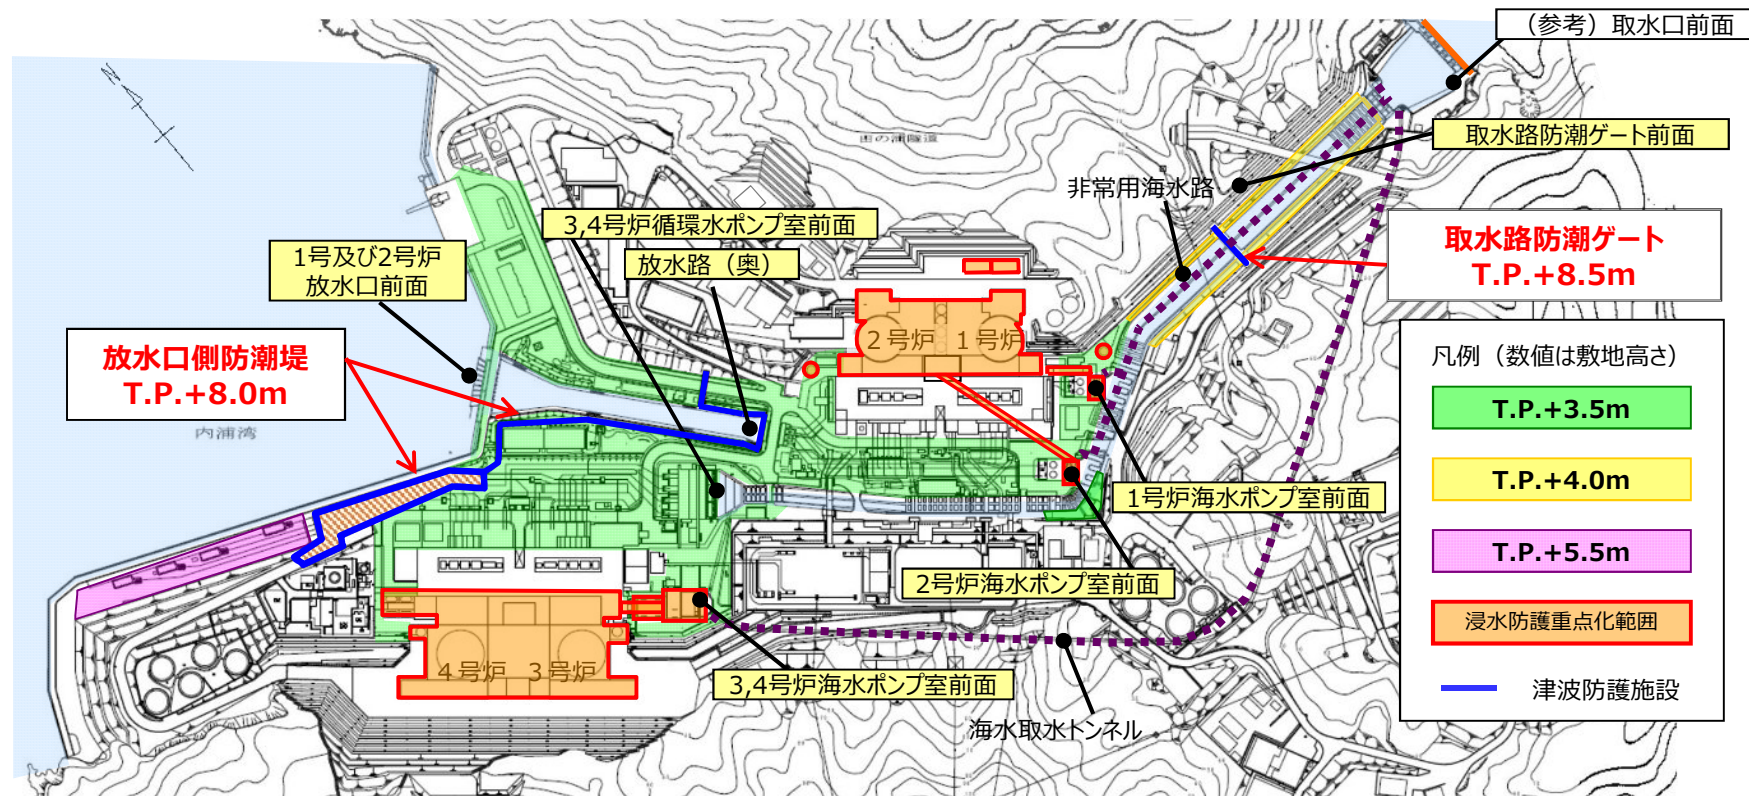 （参考）取水口前面
取水路防潮ゲート前面
田の浦隧道
非常用海水路
3,4号炉循環水ポンプ室前面
放水路（奥）
1号及び2号炉
放水口前面
取水路防潮ゲート
T.P.+8.5m
放水口側防潮堤
T.P.+8.0m
内浦湾
２号炉　１号炉
凡例（数値は敷地高さ）
T.P.+3.5m
T.P.+4.0m
T.P.+5.5m
浸水防護重点化範囲
津波防護施設
1号炉海水ポンプ室前面
2号炉海水ポンプ室前面
４号炉　３号炉
3,4号炉海水ポンプ室前面
海水取水トンネル